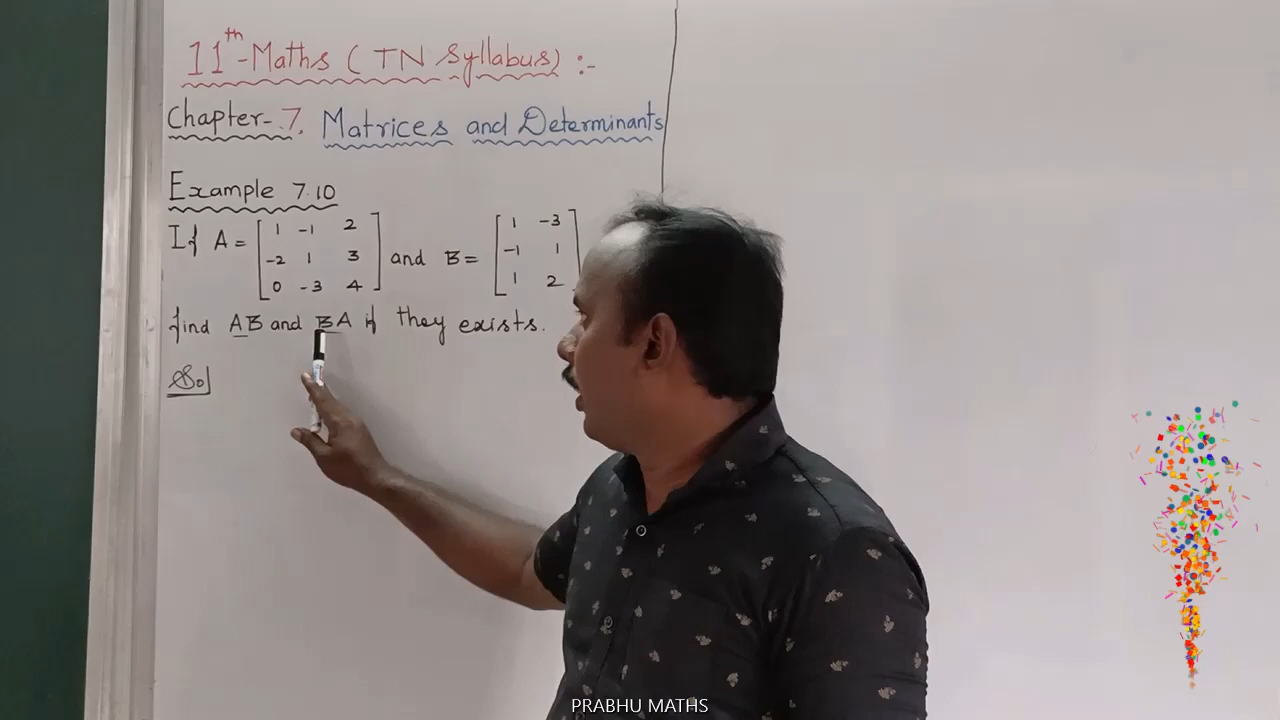 11th-Maths ( TN Syllabus) :-
Chapter-7. Matrices and Determinants
Example 7.10
If A = [ 1 -1 2
-2 1 3
0 -3 4 ] and B = [ 1 -3
-1 1
1 2 ]
find AB and BA if they exists.
Sol
PRABHU MATHS